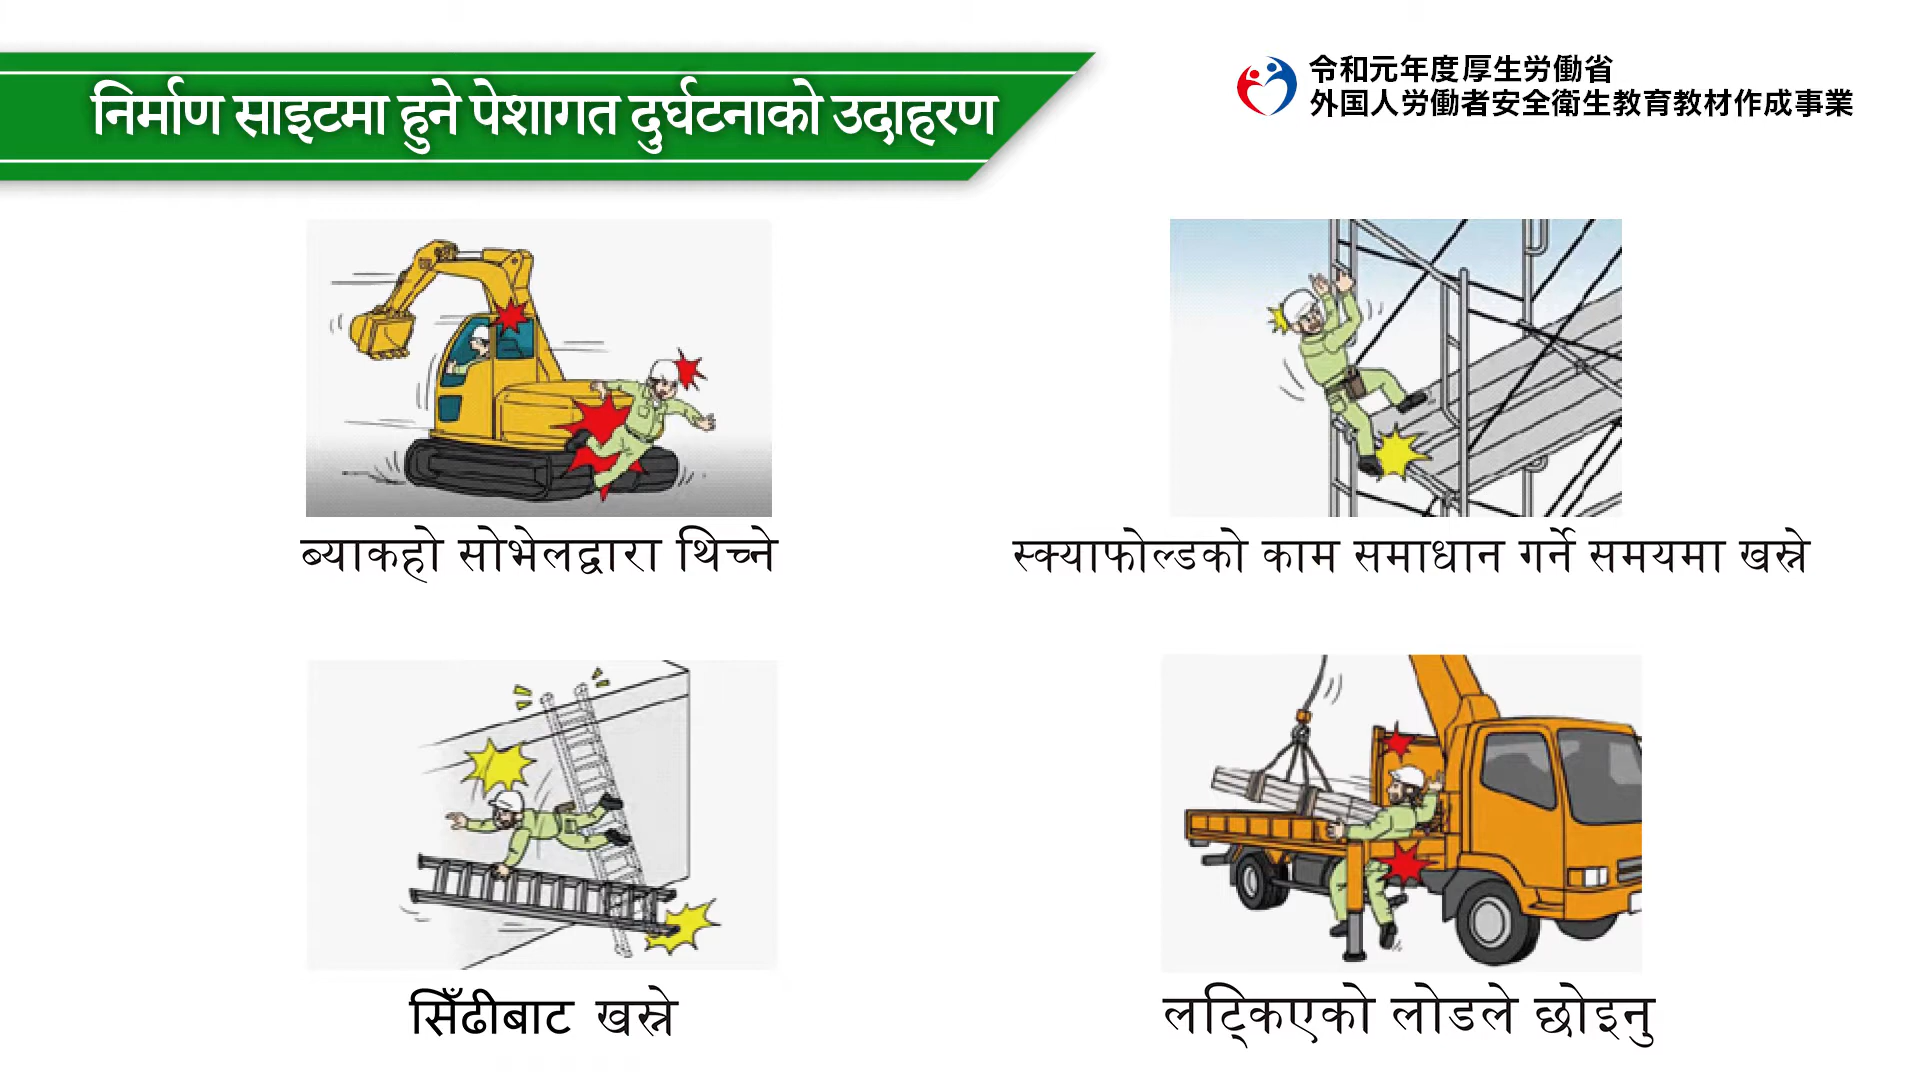 निर्माण साइटमा हुने पेशागत दुर्घटनाको उदाहरण
令和元年度厚生労働省
外国人労働者安全衛生教育教材作成事業
ब्याकहो सोभेलद्वारा थिच्ने
स्क्याफोल्डको काम समाधान गर्ने समयमा खस्ने
सिँढीबाट खस्ने
लट्किएको लोडले छोइनु